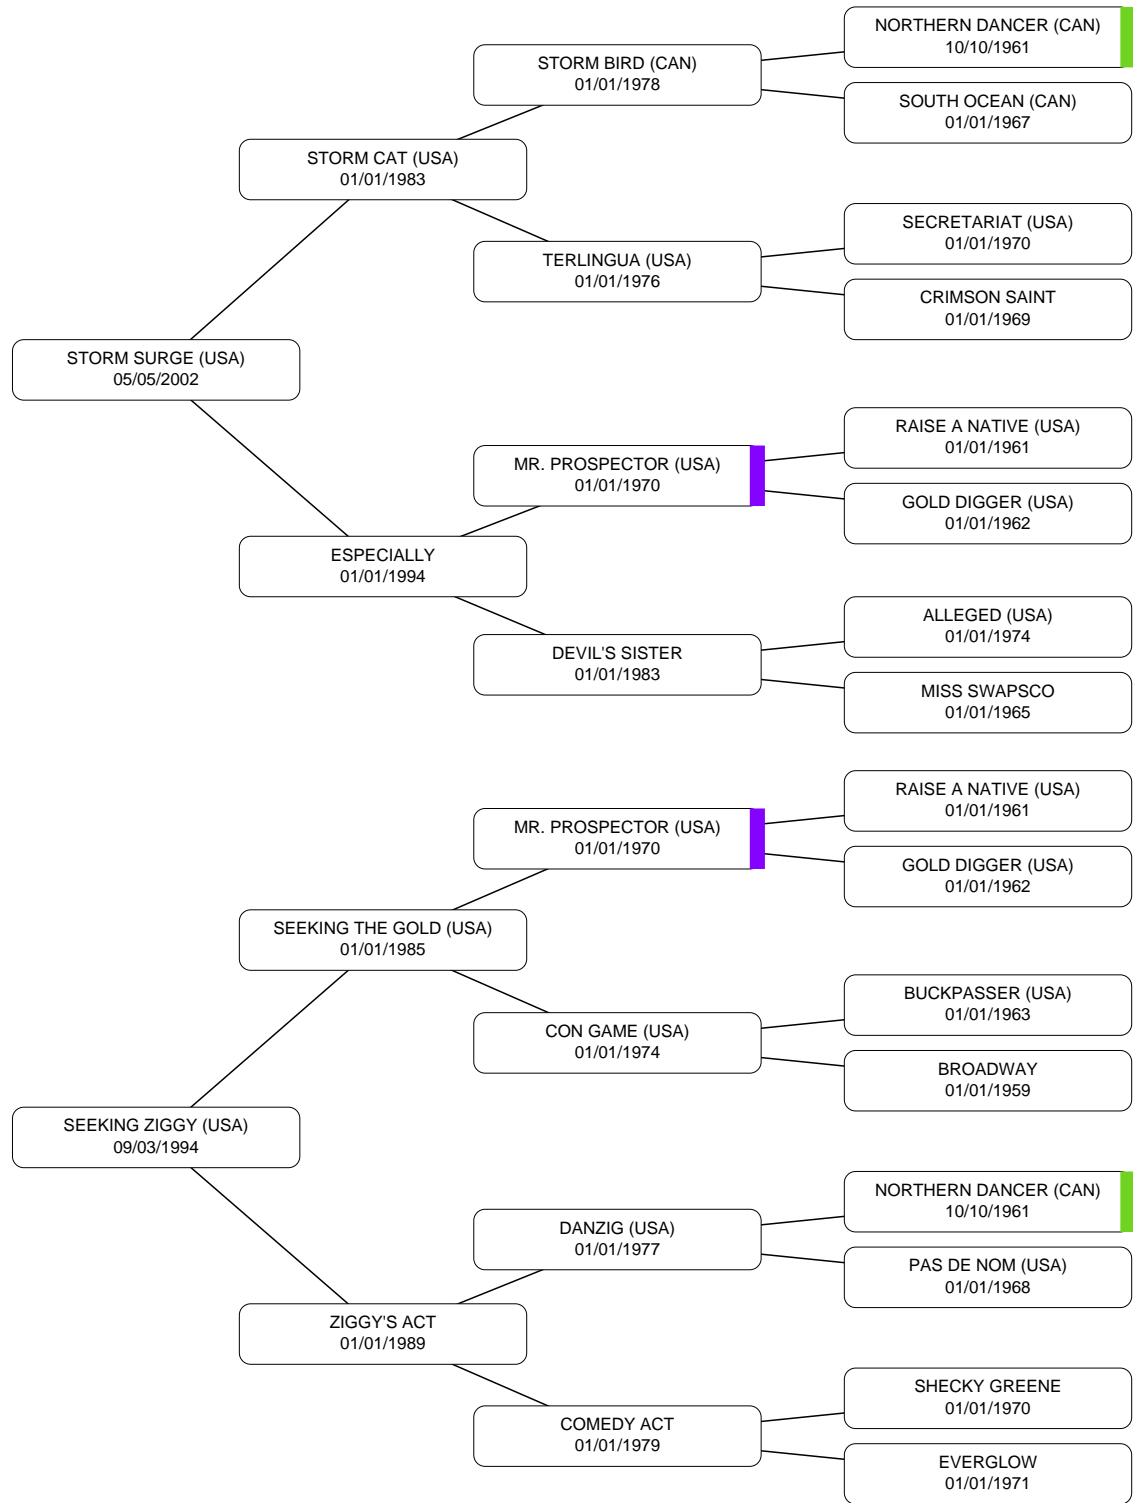 NORTHERN DANCER (CAN)
10/10/1961
STORM BIRD (CAN)
01/01/1978
SOUTH OCEAN (CAN)
01/01/1967
STORM CAT (USA)
01/01/1983
SECRETARIAT (USA)
01/01/1970
TERLINGUA (USA)
01/01/1976
CRIMSON SAINT
01/01/1969
STORM SURGE (USA)
05/05/2002
RAISE A NATIVE (USA)
01/01/1961
MR. PROSPECTOR (USA)
01/01/1970
GOLD DIGGER (USA)
01/01/1962
ESPECIALLY
01/01/1994
ALLEGED (USA)
01/01/1974
DEVIL'S SISTER
01/01/1983
MISS SWAPSCO
01/01/1965
RAISE A NATIVE (USA)
01/01/1961
MR. PROSPECTOR (USA)
01/01/1970
GOLD DIGGER (USA)
01/01/1962
SEEKING THE GOLD (USA)
01/01/1985
BUCKPASSER (USA)
01/01/1963
CON GAME (USA)
01/01/1974
BROADWAY
01/01/1959
SEEKING ZIGGY (USA)
09/03/1994
NORTHERN DANCER (CAN)
10/10/1961
DANZIG (USA)
01/01/1977
PAS DE NOM (USA)
01/01/1968
ZIGGY'S ACT
01/01/1989
SHECKY GREENE
01/01/1970
COMEDY ACT
01/01/1979
EVERGLOW
01/01/1971